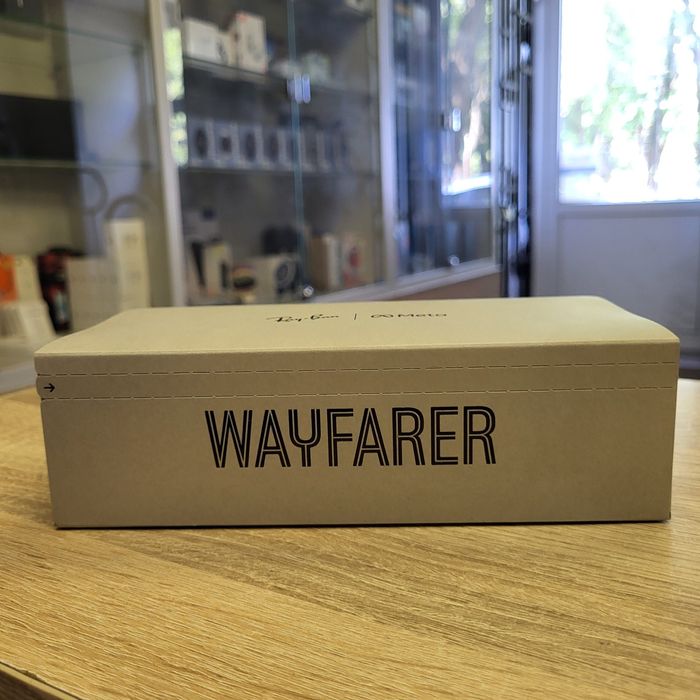 Ray-Ban | ∞ Meta
→
WAYFARER